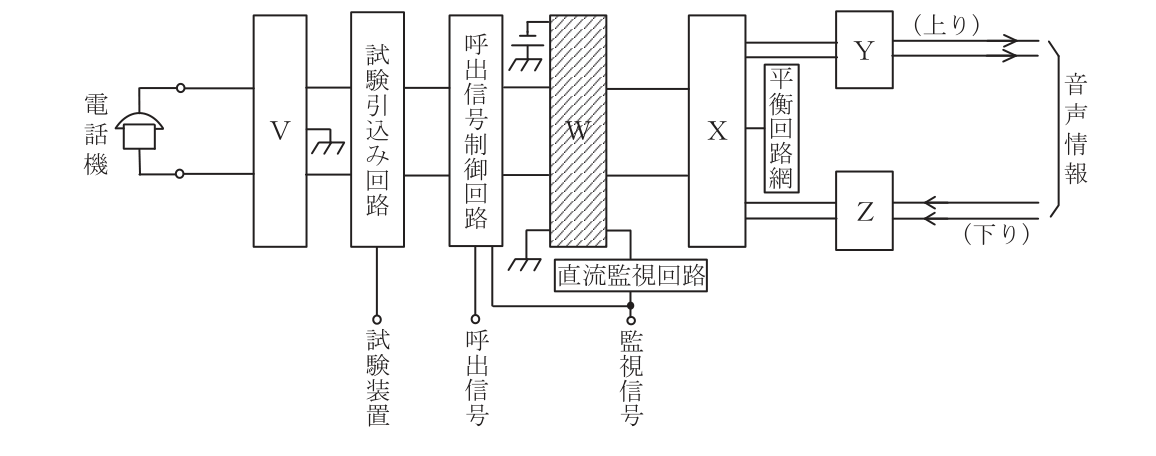 電話機
V
試験引込み回路
試験装置
呼出信号制御回路
呼出信号
W
直流監視回路
監視信号
X
平衡回路網
Y
(上り)
Z
(下り)
音声情報